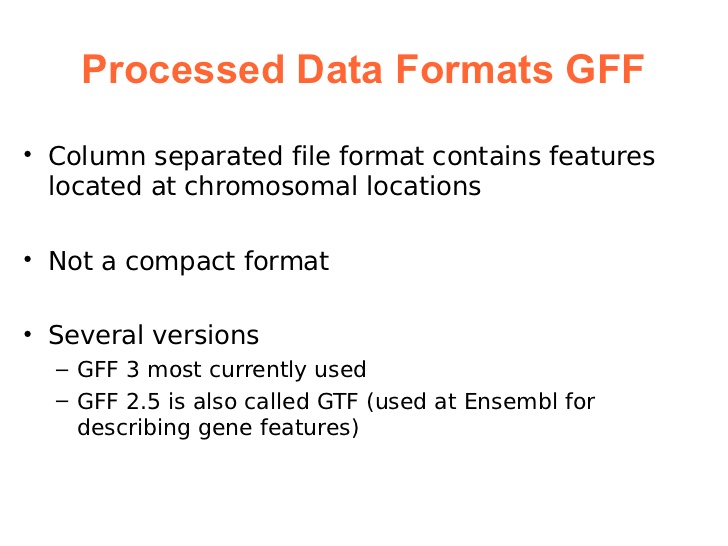 Processed Data Formats GFF
• Column separated file format contains features
located at chromosomal locations
• Not a compact format
• Several versions
– GFF 3 most currently used
– GFF 2.5 is also called GTF (used at Ensembl for
describing gene features)